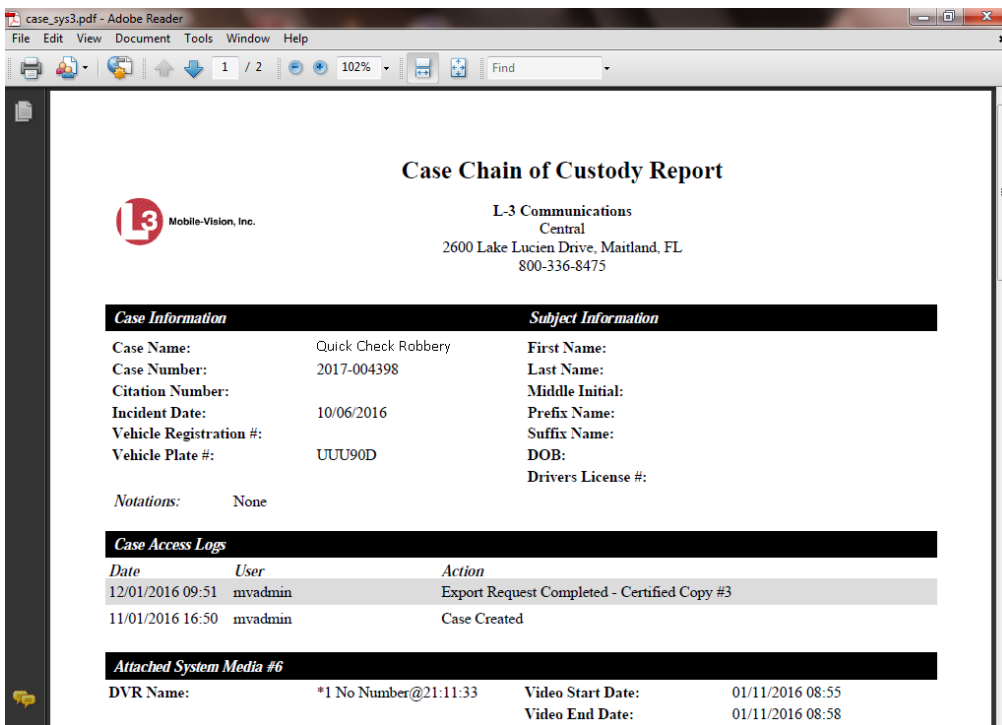 case_sys3.pdf - Adobe Reader
File Edit View Document Tools Window Help
1 / 2 102% Find
Case Chain of Custody Report
L3 Mobile-Vision, Inc.
L-3 Communications
Central
2600 Lake Lucien Drive, Maitland, FL
800-336-8475
Case Information Subject Information
Case Name: Quick Check Robbery First Name:
Case Number: 2017-004398 Last Name:
Citation Number: Middle Initial:
Incident Date: 10/06/2016 Prefix Name:
Vehicle Registration #: Suffix Name:
Vehicle Plate #: UUU90D DOB:
Drivers License #:
Notations: None
Case Access Logs
Date User Action
12/01/2016 09:51 mvadmin Export Request Completed - Certified Copy #3
11/01/2016 16:50 mvadmin Case Created
Attached System Media #6
DVR Name: *1 No Number@21:11:33 Video Start Date: 01/11/2016 08:55
Video End Date: 01/11/2016 08:58